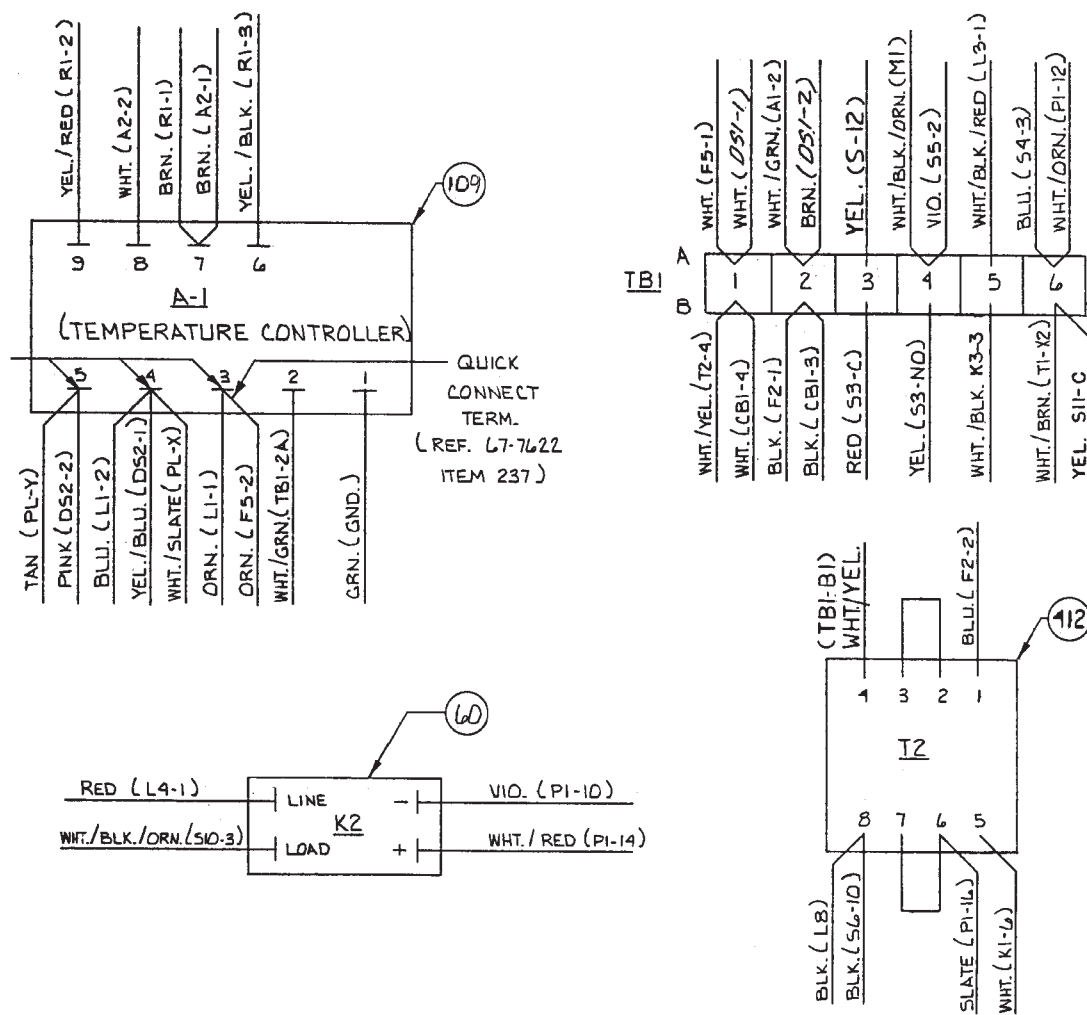 YEL./RED (R1-2)
WHT. (A2-2)
BRN. (R1-1)
BRN. (A2-1)
YEL./BLK. (R1-3)
109
9 8 7 6
A-1
(TEMPERATURE CONTROLLER)
5 4 3 2 1
QUICK
CONNECT
TERM.
(REF. 67-7622
ITEM 237)
TAN (PL-Y)
PINK (DS2-2)
BLU. (L1-2)
YEL./BLU. (DS2-1)
WHT./SLATE (PL-X)
ORN. (L1-1)
ORN. (F5-2)
WHT./GRN. (TB1-2A)
GRN. (GND.)
WHT. (F5-1)
WHT. (DS1-1)
WHT./GRN. (A1-2)
BRN. (DS1-2)
YEL. (S-12)
WHT./BLK./ORN. (M1)
VIO. (S5-2)
WHT./BLK./RED (L3-1)
BLU. (S4-3)
WHT./ORN. (P1-12)
A
TB1
B
1 2 3 4 5 6
WHT./YEL. (T2-4)
WHT. (CB1-4)
BLK. (F2-1)
BLK. (CB1-3)
RED (S3-C)
YEL. (S3-NO)
WHT./BLK. K3-3
WHT./BRN. (T1-X2)
YEL. S11-C
(TB1-B1)
WHT/YEL.
BLU. (F2-2)
412
4 3 2 1
T2
8 7 6 5
BLK. (L8)
BLK. (S6-10)
SLATE (P1-16)
WHT. (K1-6)
60
RED (L4-1)
LINE
-
VIO. (P1-10)
K2
WHT./BLK./ORN. (S10-3)
LOAD
+
WHT./RED (P1-14)